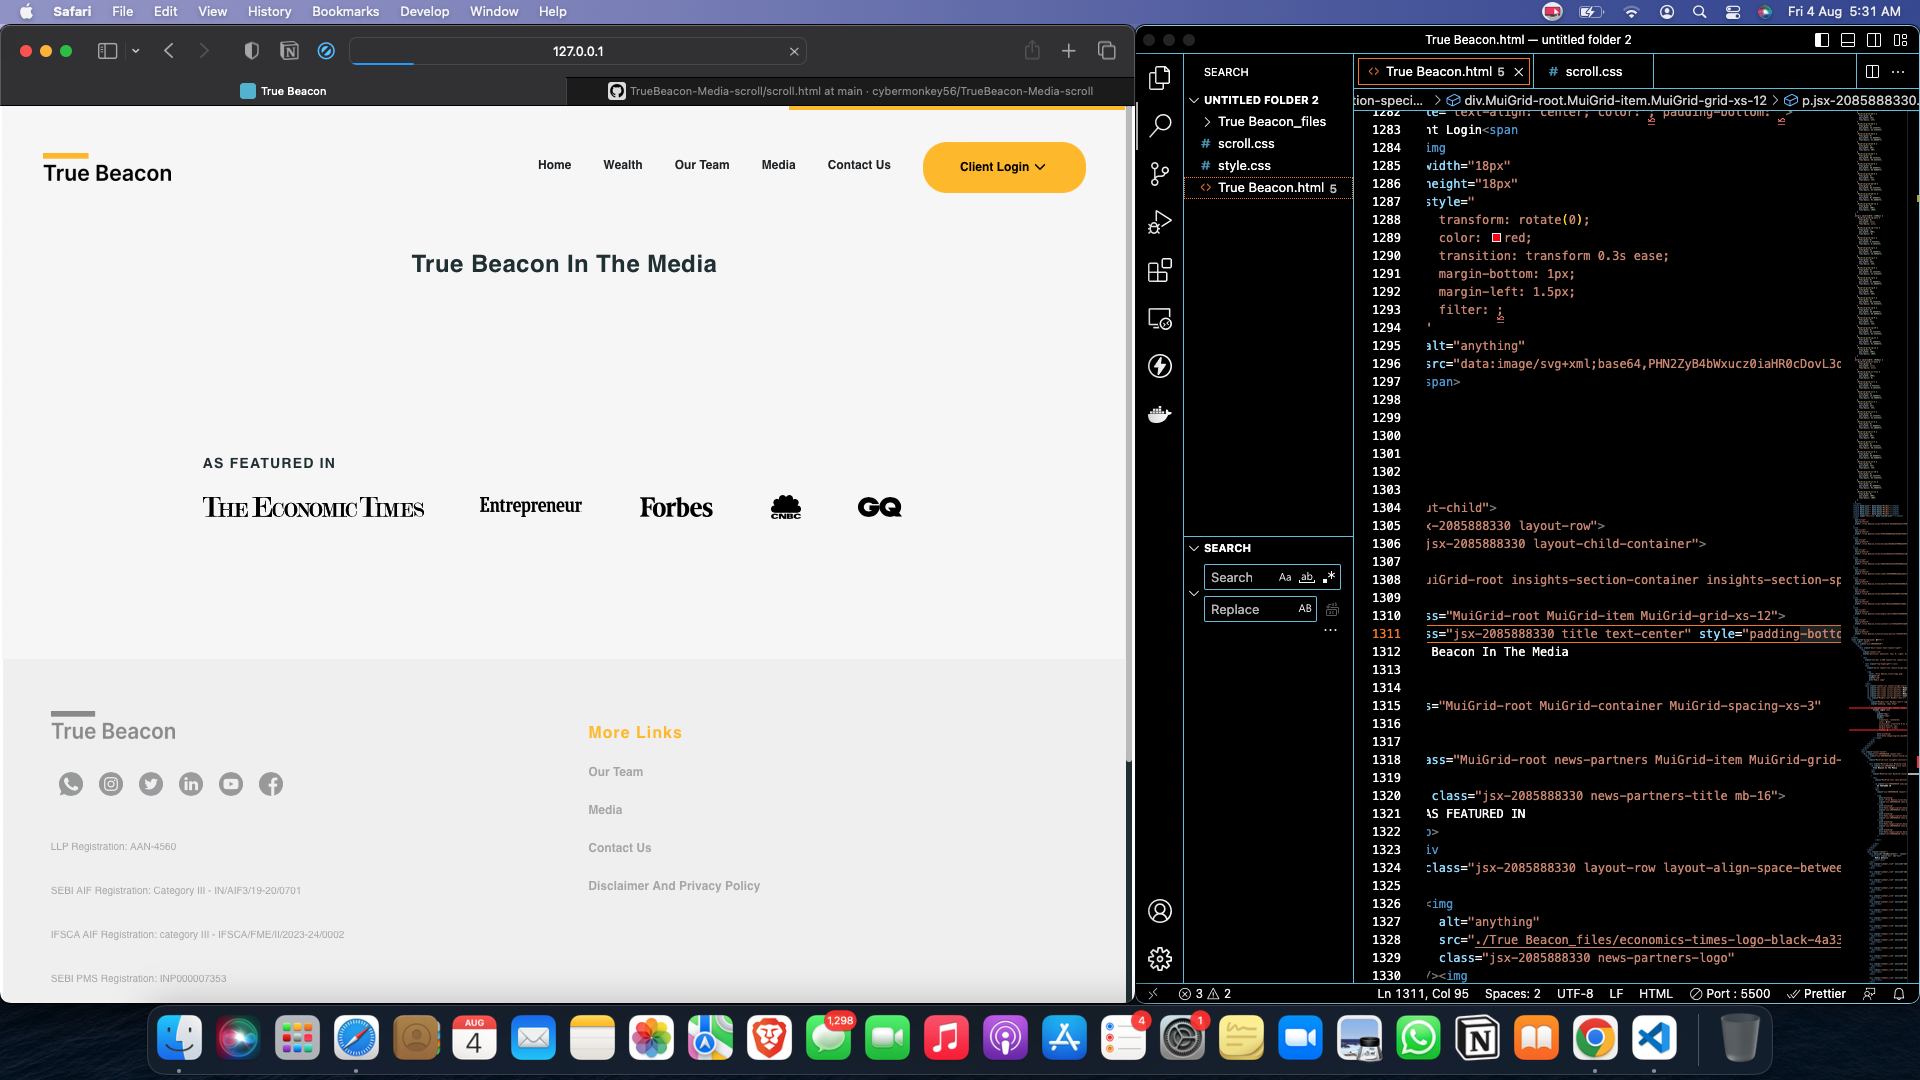 Safari File Edit View History Bookmarks Develop Window Help
Fri 4 Aug 5:31 AM
127.0.0.1
True Beacon
TrueBeacon-Media-scroll/scroll.html at main · cybermonkey56/TrueBeacon-Media-scroll
True Beacon
Home Wealth Our Team Media Contact Us Client Login
True Beacon In The Media
AS FEATURED IN
THE ECONOMIC TIMES Entrepreneur Forbes CNBC GQ
True Beacon
LLP Registration: AAN-4560
SEBI AIF Registration: Category III - IN/AIF3/19-20/0701
IFSCA AIF Registration: category III - IFSCA/FME/II/2023-24/0002
SEBI PMS Registration: INP000007353
More Links
Our Team
Media
Contact Us
Disclaimer And Privacy Policy
True Beacon.html — untitled folder 2
SEARCH
UNTITLED FOLDER 2
True Beacon_files
# scroll.css
# style.css
<> True Beacon.html 5
SEARCH
Search Aa ab .*
Replace AB
<> True Beacon.html 5 # scroll.css
tion-speci... > div.MuiGrid-root.MuiGrid-item.MuiGrid-grid-xs-12 > p.jsx-2085888330.
1282 le="text-align: center; color: ; padding-bottom: ">
1283 nt Login<span
1284 img
1285 width="18px"
1286 height="18px"
1287 style="
1288 transform: rotate(0);
1289 color: red;
1290 transition: transform 0.3s ease;
1291 margin-bottom: 1px;
1292 margin-left: 1.5px;
1293 filter: ;
1294 "
1295 alt="anything"
1296 src="data:image/svg+xml;base64,PHN2ZyB4bWxucz0iaHR0cDovL3d
1297 span>
1298
1299
1300
1301
1302
1303
1304 ut-child">
1305 x-2085888330 layout-row">
1306 jsx-2085888330 layout-child-container">
1307
1308 uiGrid-root insights-section-container insights-section-sp
1309
1310 ss="MuiGrid-root MuiGrid-item MuiGrid-grid-xs-12">
1311 ss="jsx-2085888330 title text-center" style="padding-botto
1312 Beacon In The Media
1313
1314
1315 s="MuiGrid-root MuiGrid-container MuiGrid-spacing-xs-3"
1316
1317
1318 ass="MuiGrid-root news-partners MuiGrid-item MuiGrid-grid-
1319
1320 class="jsx-2085888330 news-partners-title mb-16">
1321 AS FEATURED IN
1322 p>
1323 iv
1324 class="jsx-2085888330 layout-row layout-align-space-betwee
1325
1326 <img
1327 alt="anything"
1328 src="./True Beacon_files/economics-times-logo-black-4a33
1329 class="jsx-2085888330 news-partners-logo"
1330 /><img
3 2 Ln 1311, Col 95 Spaces: 2 UTF-8 LF HTML Port : 5500 Prettier
AUG
4
1,298
4
1